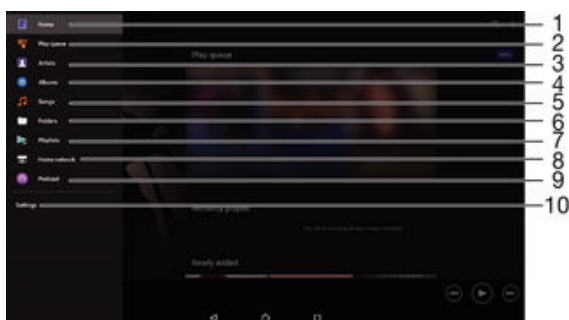 Home 1
Play queue 2
Artists 3
Albums 4
Songs 5
Folders 6
Playlists 7
Home network 8
Podcast 9
Settings 10
Play queue
Recently played
Newly added